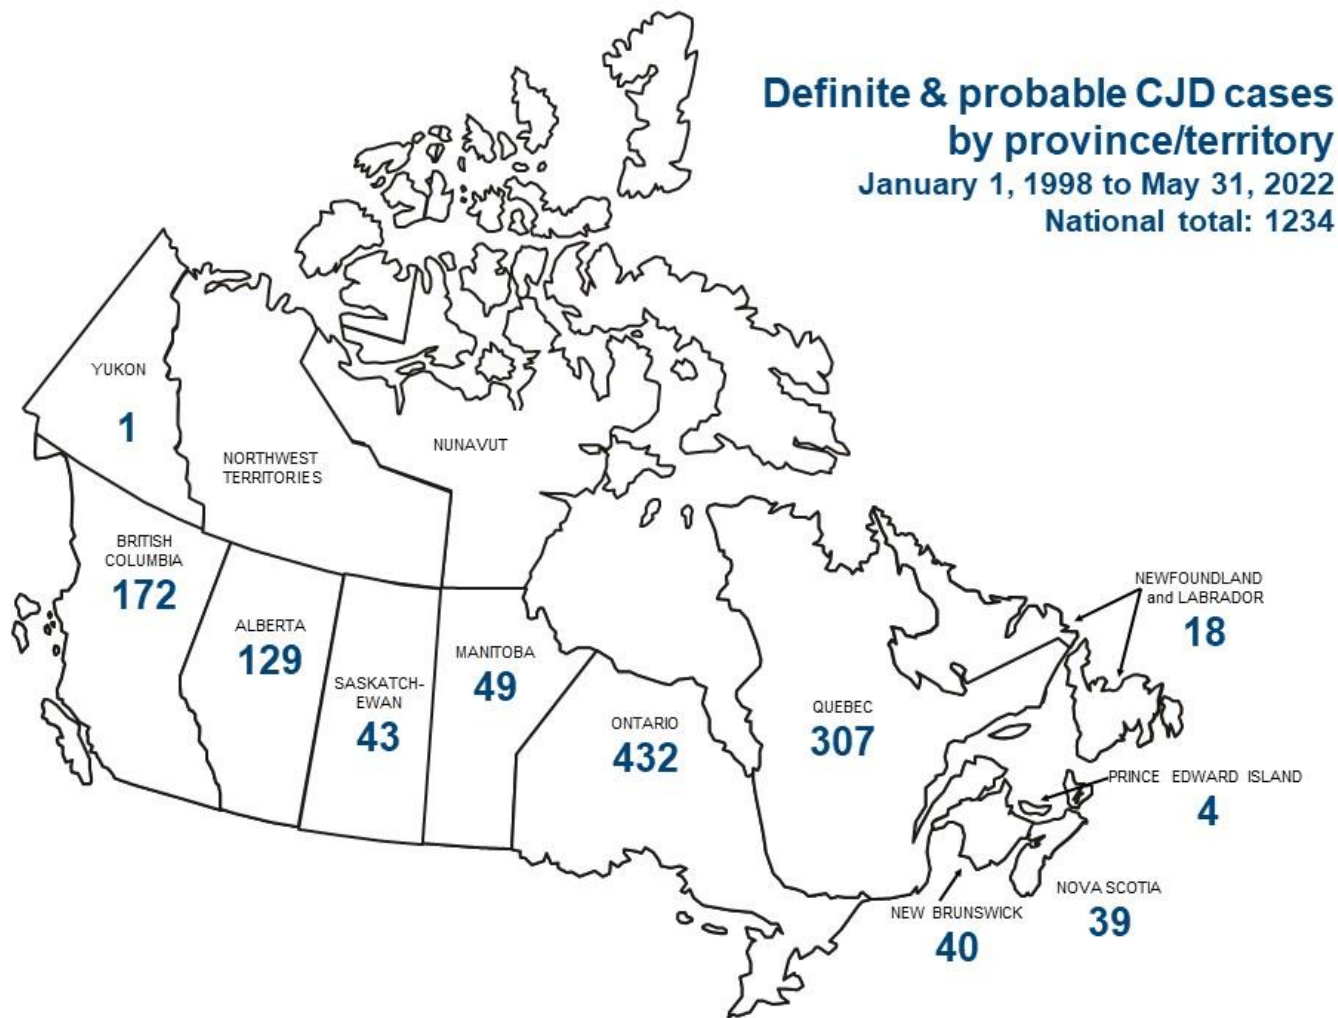 Definite & probable CJD cases
by province/territory
January 1, 1998 to May 31, 2022
National total: 1234
YUKON
1
NORTHWEST
TERRITORIES
NUNAVUT
BRITISH
COLUMBIA
172
ALBERTA
129
SASKATCH-
EWAN
43
MANITOBA
49
ONTARIO
432
QUEBEC
307
NEWFOUNDLAND
and LABRADOR
18
PRINCE EDWARD ISLAND
4
NOVA SCOTIA
39
NEW BRUNSWICK
40